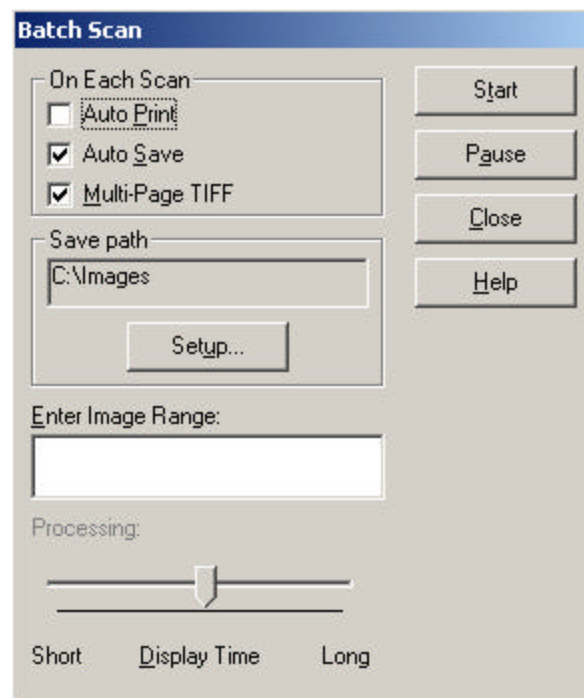 Batch Scan
On Each Scan
Auto Print
Auto Save
Multi-Page TIFF
Save path
C:\Images
Setup...
Enter Image Range:
Processing:
Short Display Time Long
Start
Pause
Close
Help